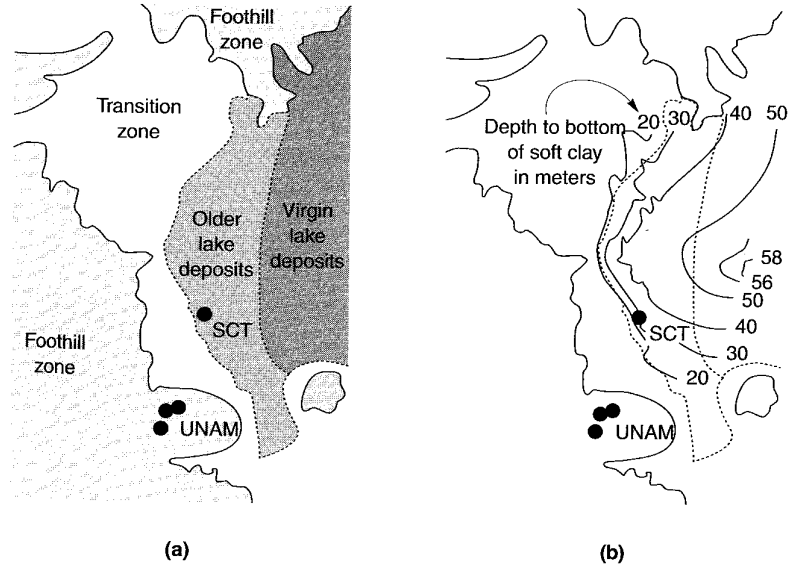 Foothill
zone
Transition
zone
Older
lake
deposits
Virgin
lake
deposits
SCT
Foothill
zone
UNAM
(a)
20 30 40 50
Depth to bottom
of soft clay
in meters
58
56
50
SCT 40
30
20
UNAM
(b)